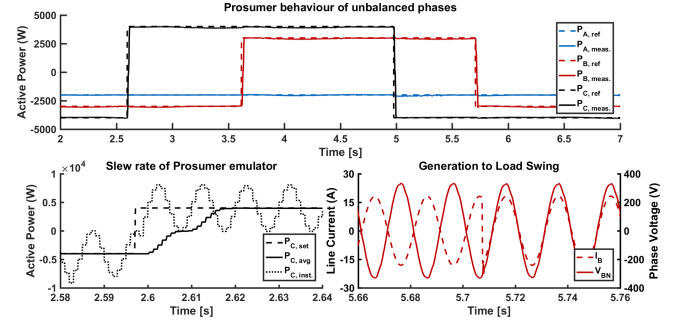 Prosumer behaviour of unbalanced phases
5000
2500
0
-2500
-5000
Active Power (W)
2 2.5 3 3.5 4 4.5 5 5.5 6 6.5 7
Time [s]
P_A, ref
P_A, meas.
P_B, ref
P_B, meas.
P_C, ref
P_C, meas.
Slew rate of Prosumer emulator
×10^4
1
0.5
0
-0.5
-1
Active Power (W)
2.58 2.59 2.6 2.61 2.62 2.63 2.64
Time [s]
P_C, set
P_C, avg
P_C, inst.
Generation to Load Swing
30
15
0
-15
-30
Line Current (A)
400
200
0
-200
-400
Phase Voltage (V)
5.66 5.68 5.7 5.72 5.74 5.76
Time [s]
I_B
V_BN